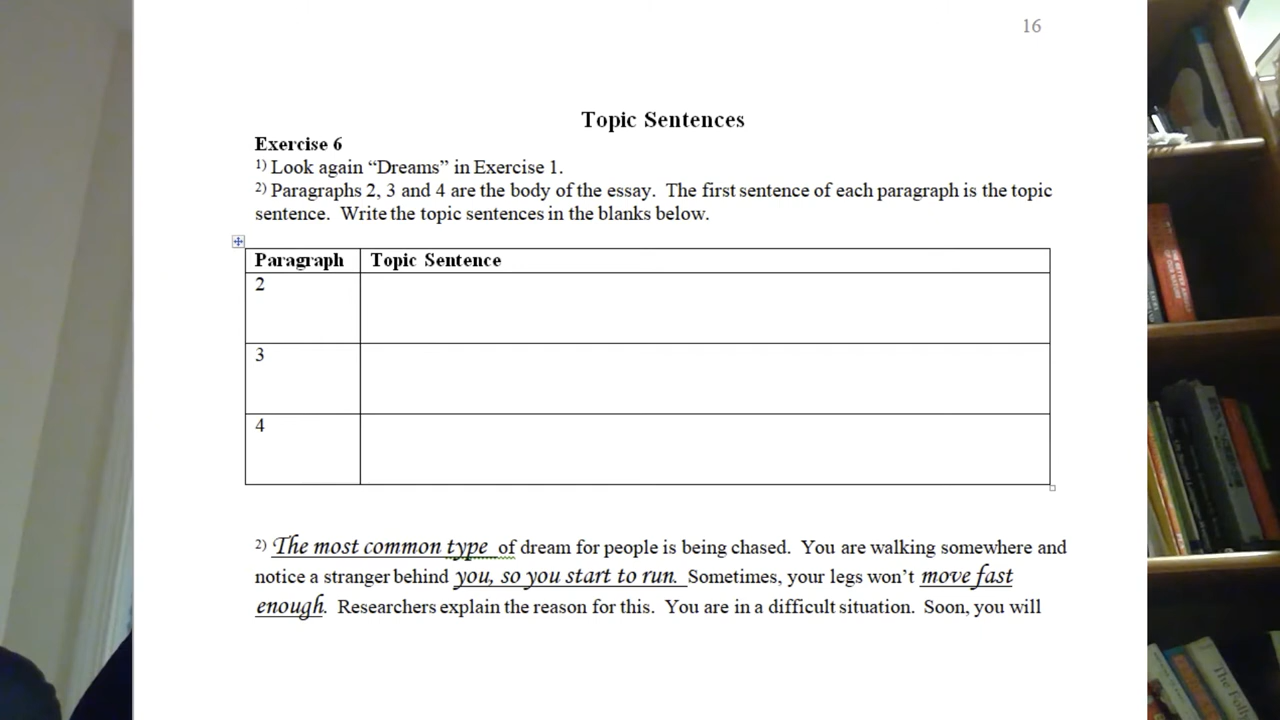 16
Topic Sentences
Exercise 6
1) Look again “Dreams” in Exercise 1.
2) Paragraphs 2, 3 and 4 are the body of the essay. The first sentence of each paragraph is the topic
sentence. Write the topic sentences in the blanks below.
Paragraph Topic Sentence
2
3
4
2) The most common type of dream for people is being chased. You are walking somewhere and
notice a stranger behind you, so you start to run. Sometimes, your legs won’t move fast
enough. Researchers explain the reason for this. You are in a difficult situation. Soon, you will